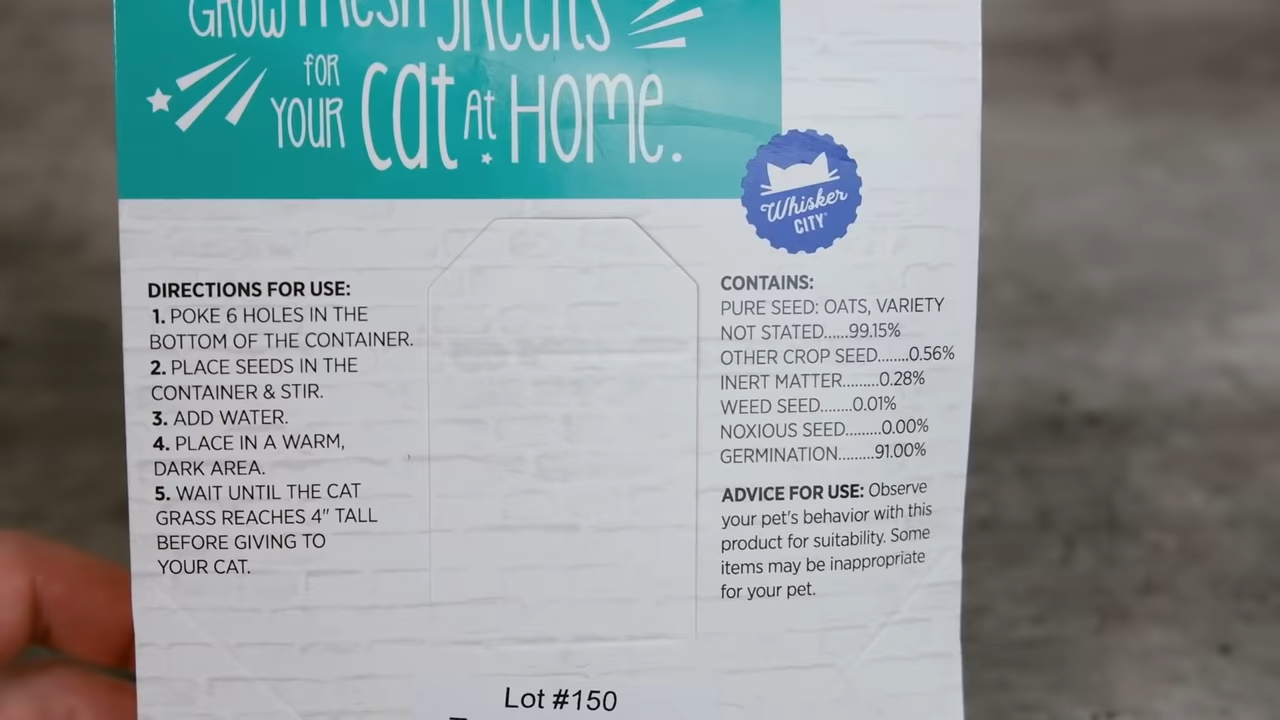 GROW FRESH GREENS
FOR
YOUR cat At HOME.
Whisker
CITY
DIRECTIONS FOR USE:
1. POKE 6 HOLES IN THE
BOTTOM OF THE CONTAINER.
2. PLACE SEEDS IN THE
CONTAINER & STIR.
3. ADD WATER.
4. PLACE IN A WARM,
DARK AREA.
5. WAIT UNTIL THE CAT
GRASS REACHES 4" TALL
BEFORE GIVING TO
YOUR CAT.
CONTAINS:
PURE SEED: OATS, VARIETY
NOT STATED......99.15%
OTHER CROP SEED........0.56%
INERT MATTER.........0.28%
WEED SEED........0.01%
NOXIOUS SEED.........0.00%
GERMINATION.........91.00%
ADVICE FOR USE: Observe
your pet's behavior with this
product for suitability. Some
items may be inappropriate
for your pet.
Lot #150